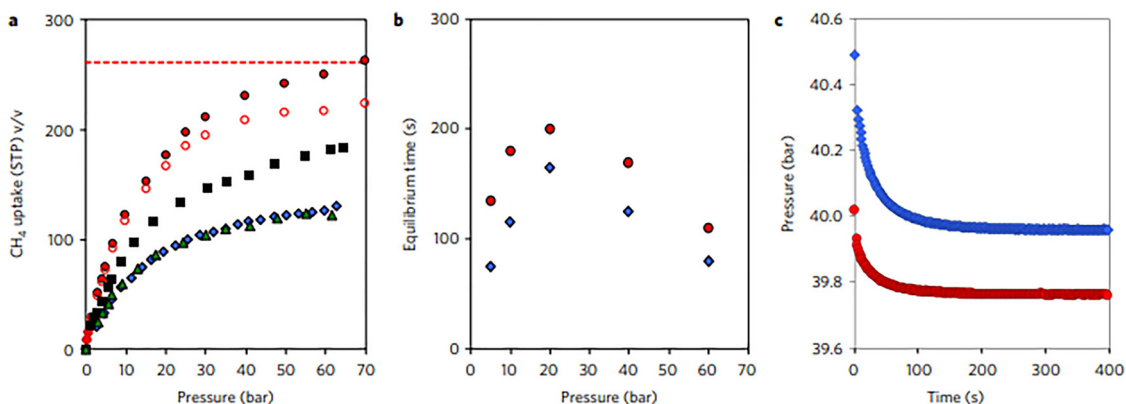 a
CH₄ uptake (STP) v/v
300
200
100
0
0 10 20 30 40 50 60 70
Pressure (bar)
b
Equilibrium time (s)
300
200
100
0
0 10 20 30 40 50 60 70
Pressure (bar)
c
Pressure (bar)
40.6
40.4
40.2
40.0
39.8
39.6
0 100 200 300 400
Time (s)